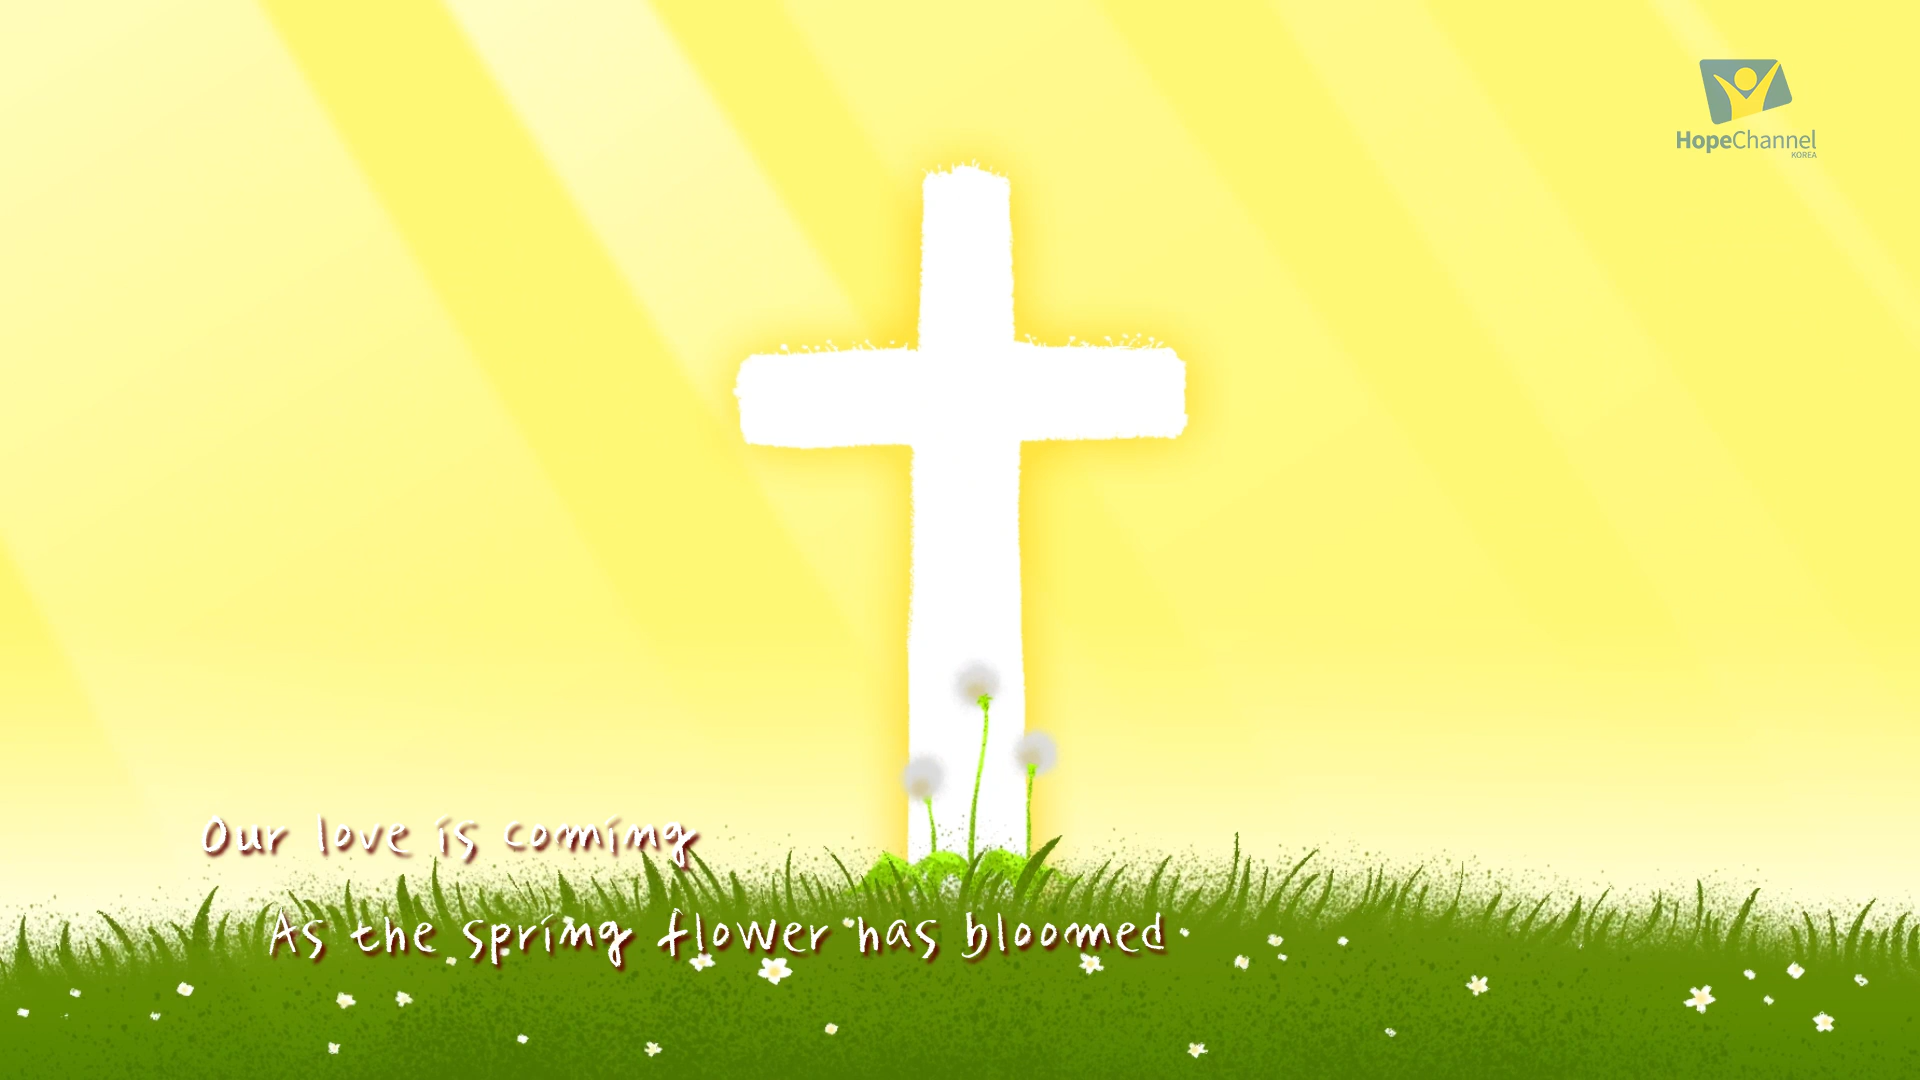 HopeChannel
KOREA
Our love is coming
As the spring flower has bloomed